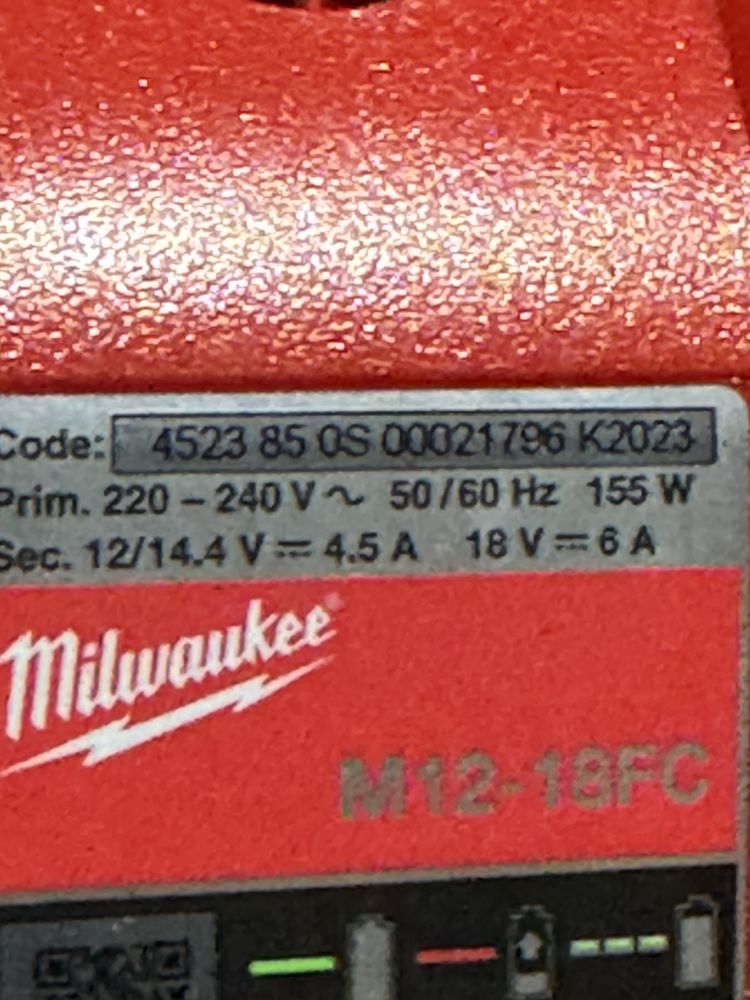 Code: 4523 85 0S 00021796 K2023
Prim. 220 – 240 V ~ 50/60 Hz 155 W
Sec. 12/14.4 V ⎓ 4.5 A 18 V ⎓ 6 A
Milwaukee®
M12-18FC